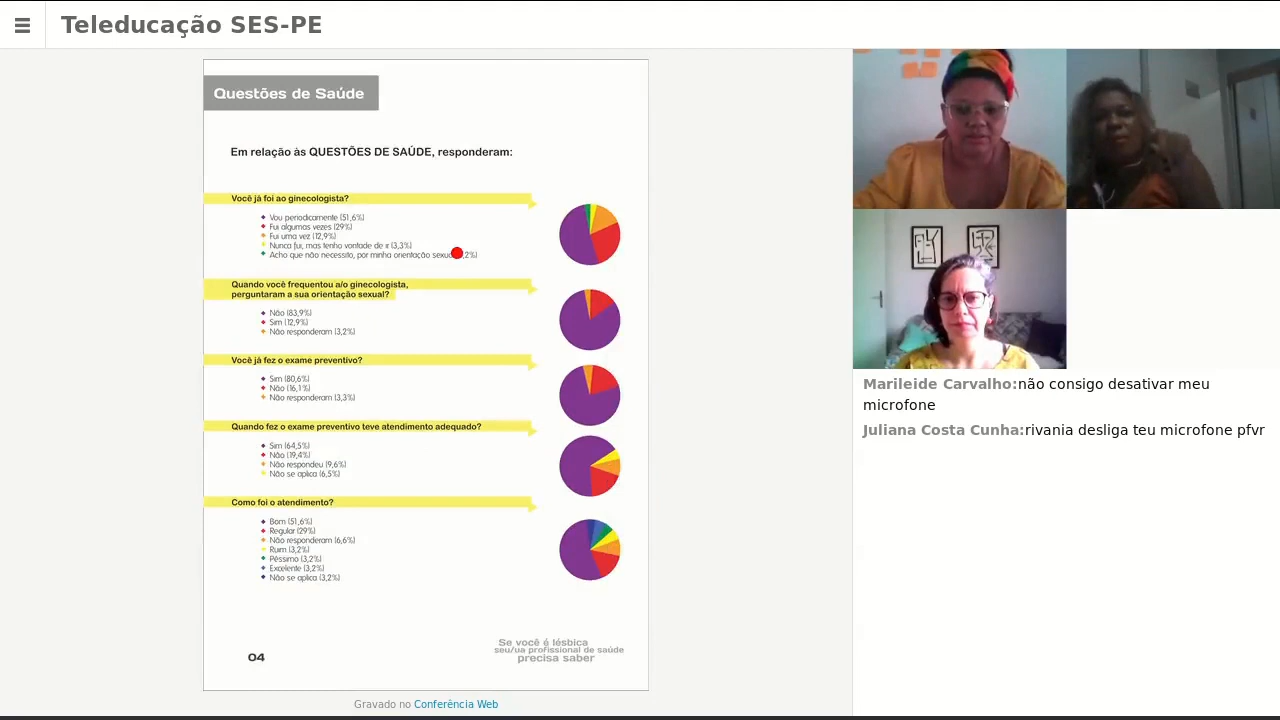 Teleducação SES-PE
Questões de Saúde
Em relação às QUESTÕES DE SAÚDE, responderam:
Você já foi ao ginecologista?
Vou periodicamente (51,6%)
Fui algumas vezes (29%)
Fui uma vez (12,9%)
Nunca fui, mas tenho vontade de ir (3,3%)
Acho que não necessito, por minha orientação ,2%)
Quando você frequentou a/o ginecologista,
perguntaram a sua orientação sexual?
Não (83,9%)
Sim (12,9%)
Não responderam (3,2%)
Você já fez o exame preventivo?
Sim (80,6%)
Não (16,1%)
Não responderam (3,3%)
Quando fez o exame preventivo teve atendimento adequado?
Sim (64,5%)
Não (19,4%)
Não respondeu (9,6%)
Não se aplica (6,5%)
Como foi o atendimento?
Bom (51,6%)
Regular (29%)
Não responderam (6,6%)
Ruim (3,2%)
Péssimo (3,2%)
Excelente (3,2%)
Não se aplica (3,2%)
04
Se você é lésbica
seu/ua profissional de saúde
precisa saber
Gravado no Conferência Web
Marileide Carvalho:não consigo desativar meu
microfone
Juliana Costa Cunha:rivania desliga teu microfone pfvr